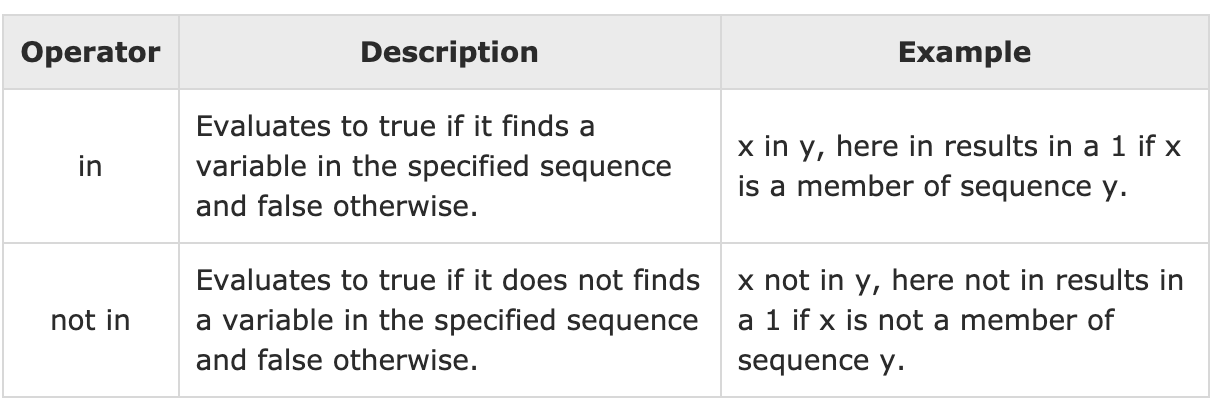 Operator Description Example
in
Evaluates to true if it finds a
variable in the specified sequence
and false otherwise.
x in y, here in results in a 1 if x
is a member of sequence y.
not in
Evaluates to true if it does not finds
a variable in the specified sequence
and false otherwise.
x not in y, here not in results in
a 1 if x is not a member of
sequence y.